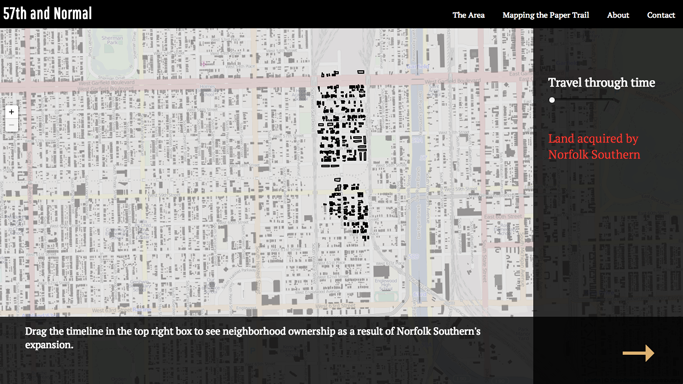 57th and Normal
The Area Mapping the Paper Trail About Contact
+
Travel through time
Land acquired by
Norfolk Southern
Drag the timeline in the top right box to see neighborhood ownership as a result of Norfolk Southern's
expansion.